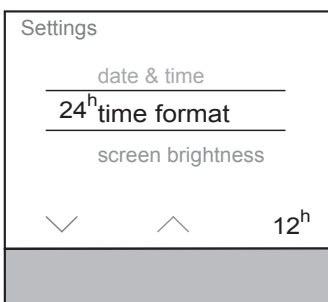 Settings
date & time
24h time format
screen brightness
12h